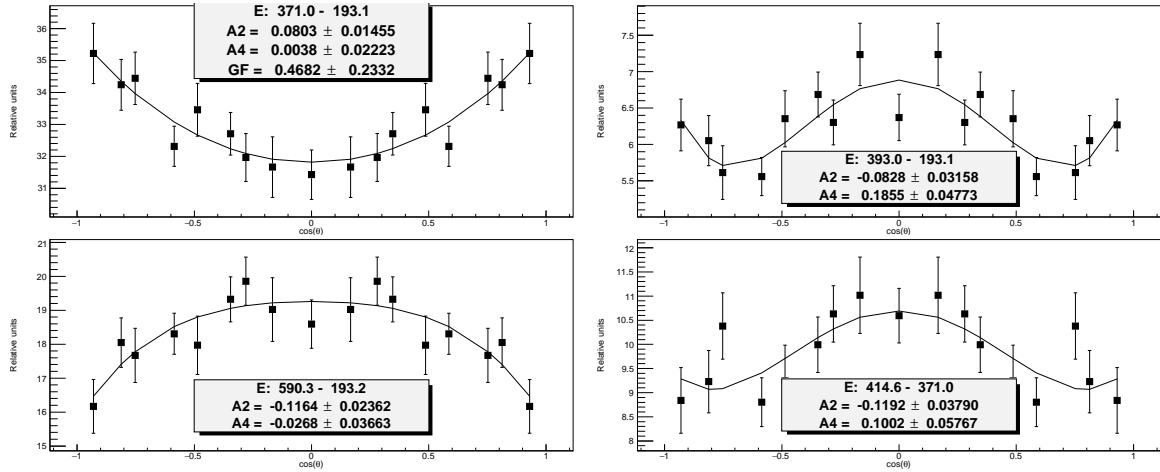 E: 371.0 - 193.1
A2 = 0.0803 ± 0.01455
A4 = 0.0038 ± 0.02223
GF = 0.4682 ± 0.2332
Relative units
36
35
34
33
32
31
−1
−0.5
0
0.5
1
cos(θ)
E: 393.0 - 193.1
A2 = -0.0828 ± 0.03158
A4 = 0.1855 ± 0.04773
Relative units
7.5
7
6.5
6
5.5
−1
−0.5
0
0.5
1
cos(θ)
E: 590.3 - 193.2
A2 = -0.1164 ± 0.02362
A4 = -0.0268 ± 0.03663
Relative units
21
20
19
18
17
16
15
−1
−0.5
0
0.5
1
cos(θ)
E: 414.6 - 371.0
A2 = -0.1192 ± 0.03790
A4 = 0.1002 ± 0.05767
Relative units
12
11.5
11
10.5
10
9.5
9
8.5
8
−1
−0.5
0
0.5
1
cos(θ)